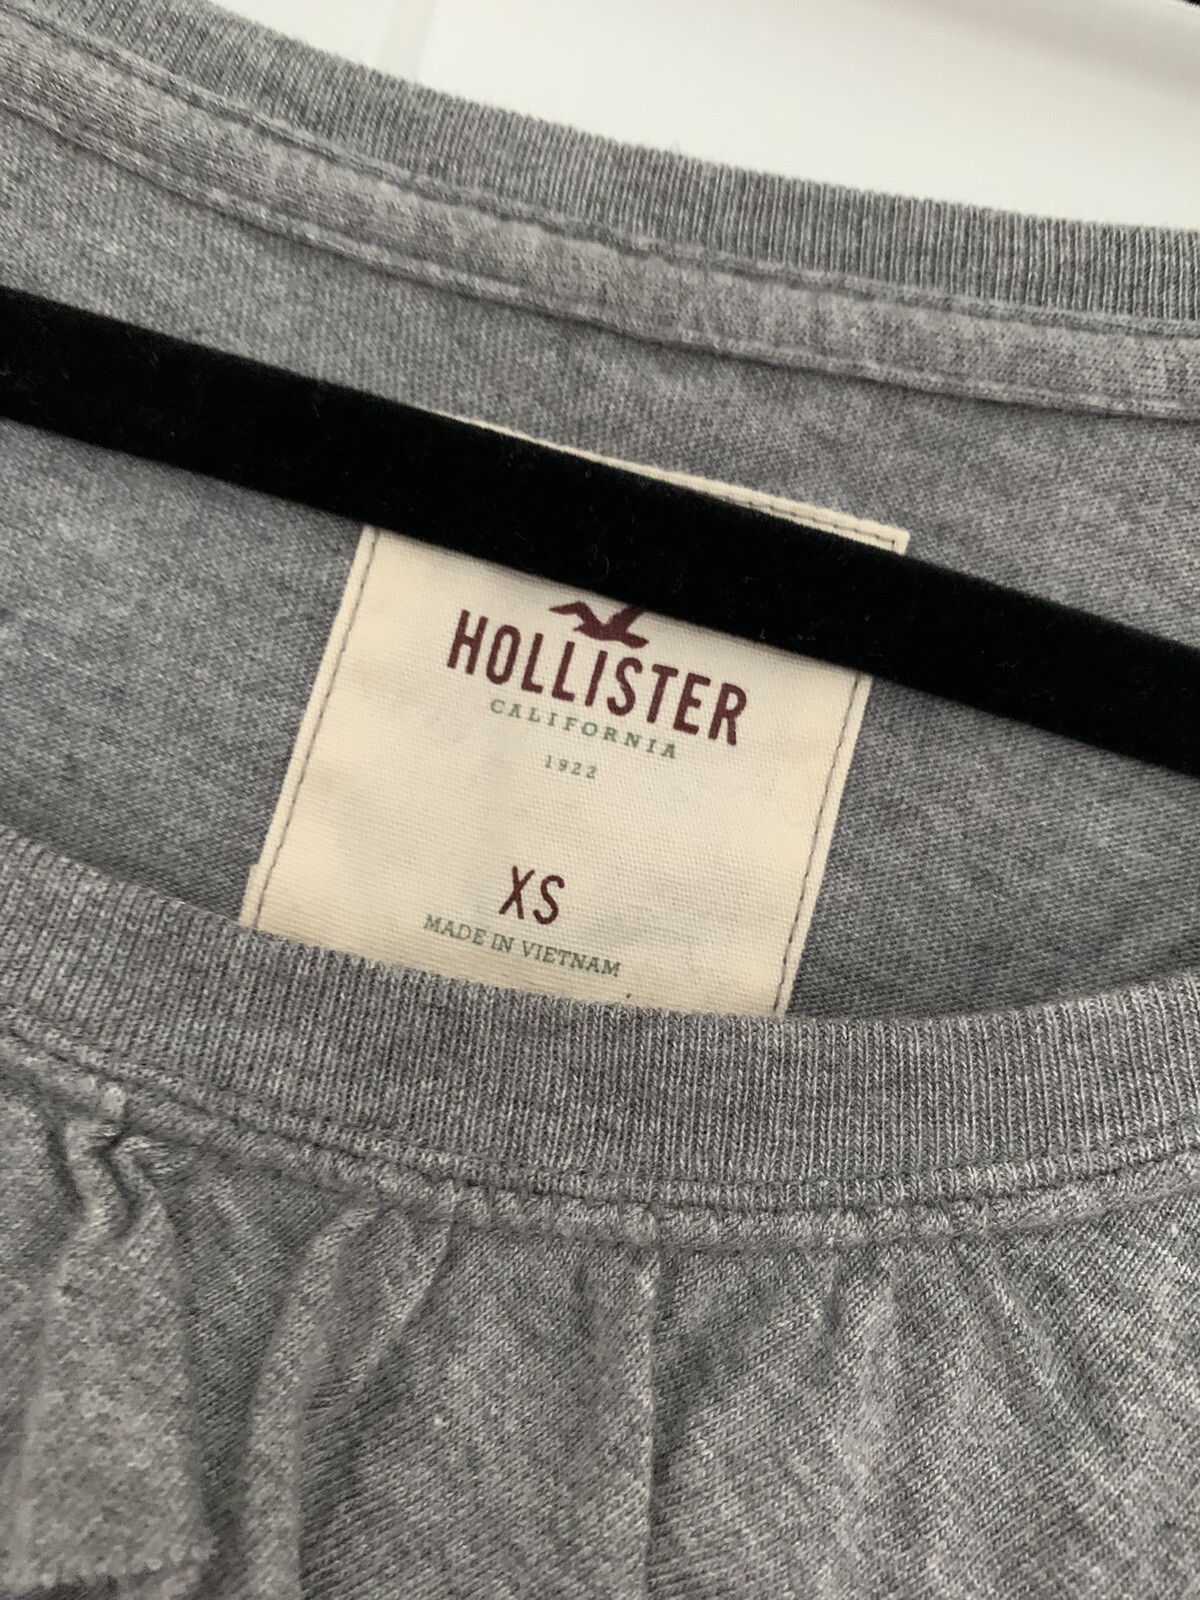 HOLLISTER
CALIFORNIA
1922
XS
MADE IN VIETNAM